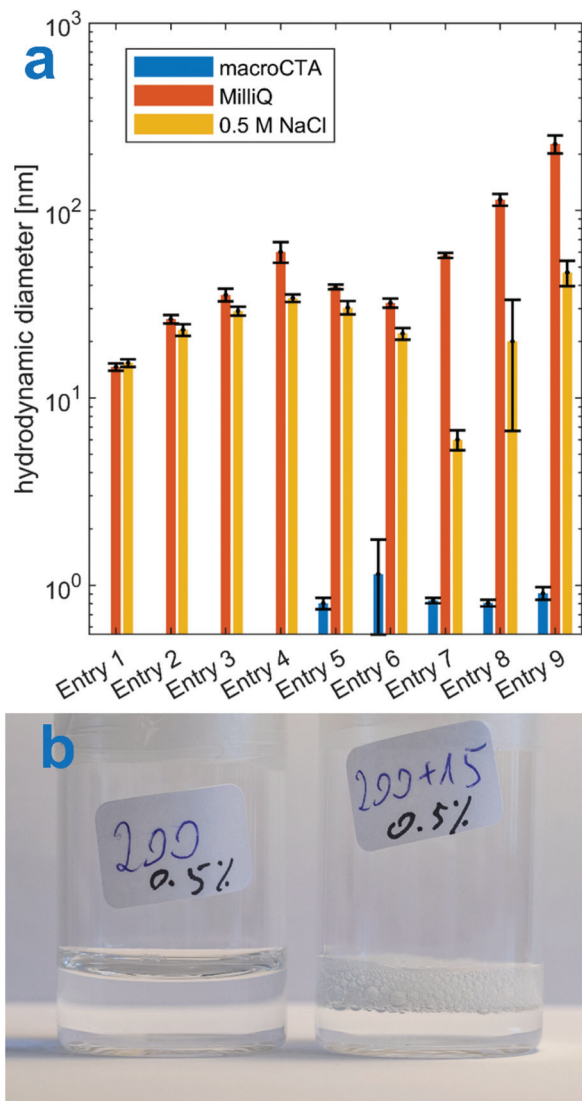 a
macroCTA
MilliQ
0.5 M NaCl
hydrodynamic diameter [nm]
10³
10²
10¹
10⁰
Entry 1
Entry 2
Entry 3
Entry 4
Entry 5
Entry 6
Entry 7
Entry 8
Entry 9
b
200
0.5%
200+15
0.5%